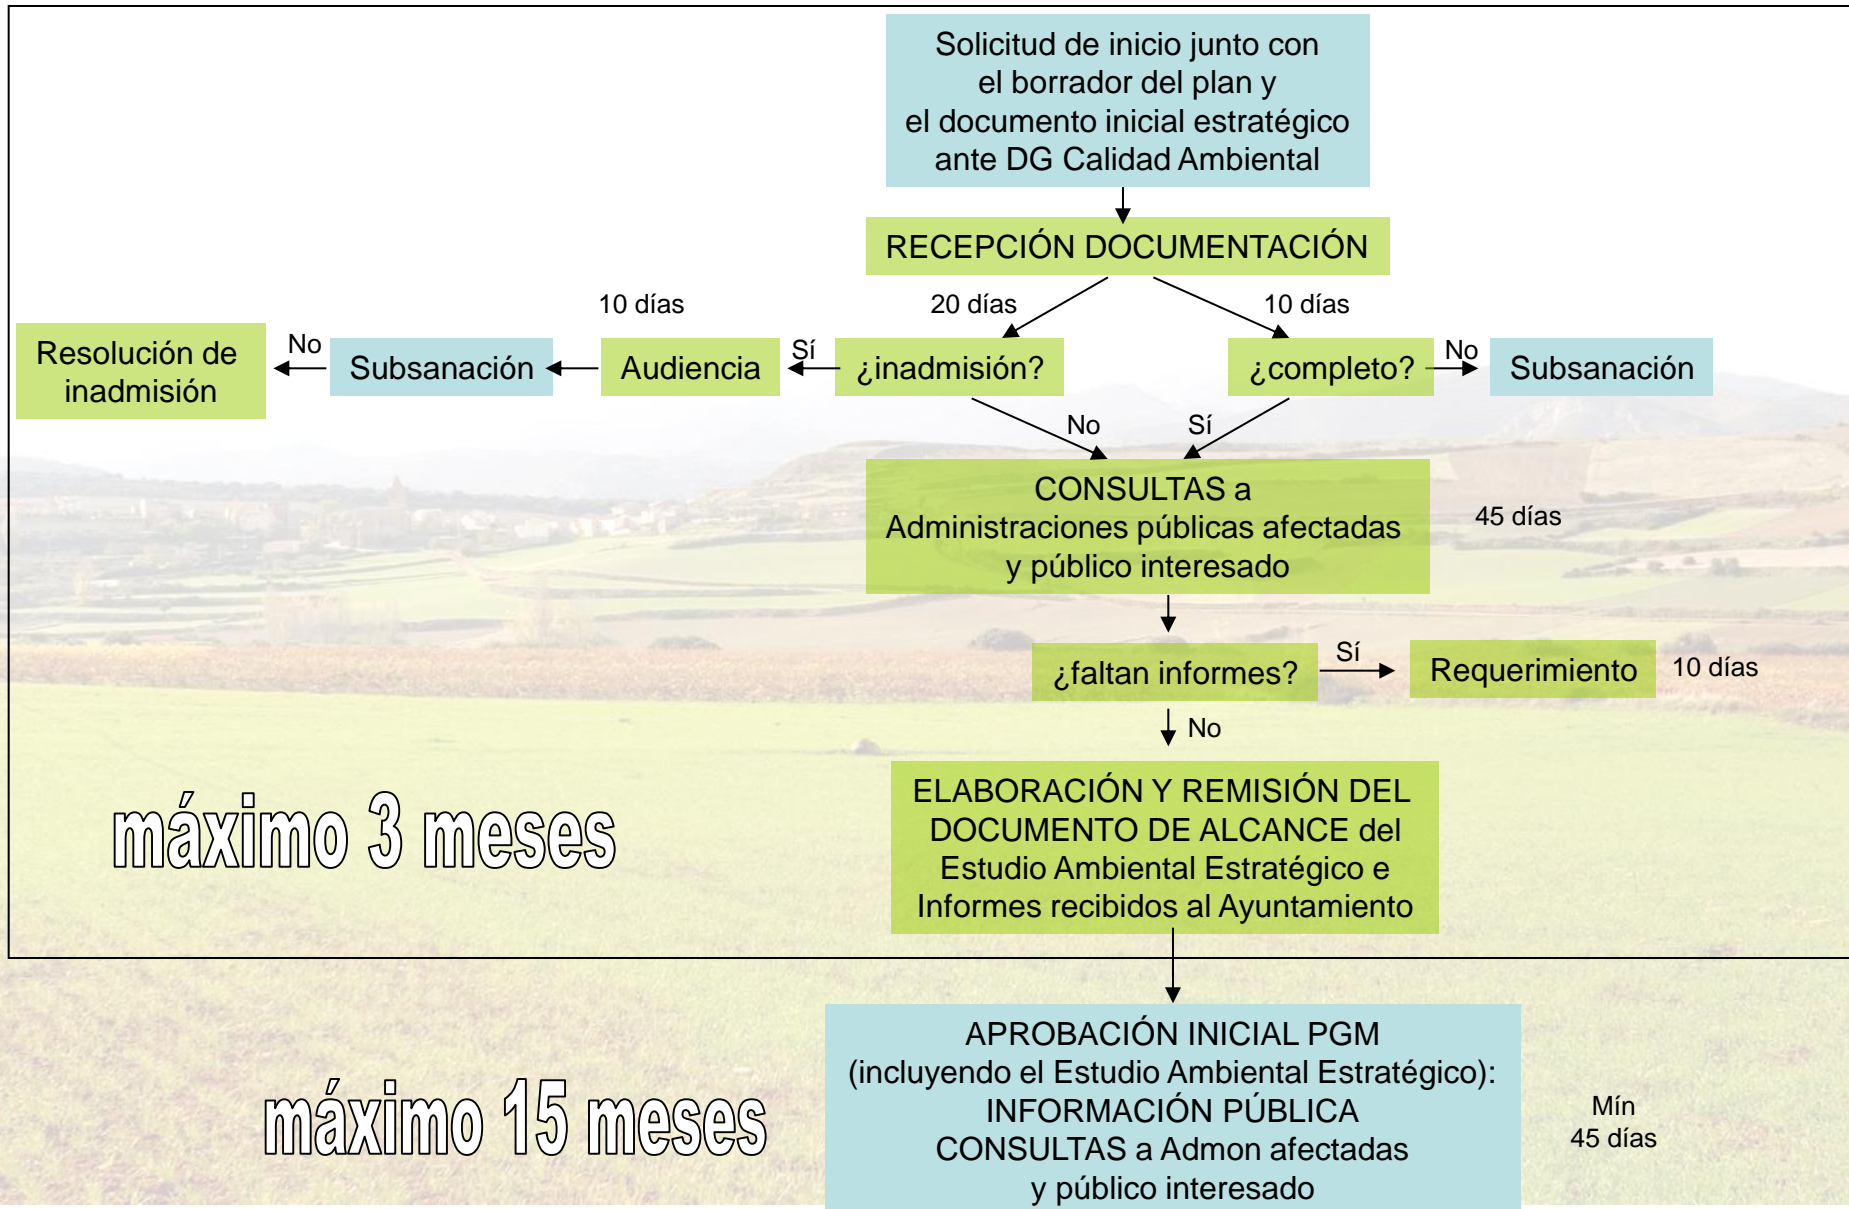 Solicitud de inicio junto con
el borrador del plan y
el documento inicial estratégico
ante DG Calidad Ambiental
RECEPCIÓN DOCUMENTACIÓN
10 días
20 días
10 días
Resolución de
inadmisión
No
Subsanación
Audiencia
Sí
¿inadmisión?
¿completo?
No
Subsanación
No
Sí
CONSULTAS a
Administraciones públicas afectadas
y público interesado
45 días
¿faltan informes?
Sí
Requerimiento
10 días
No
ELABORACIÓN Y REMISIÓN DEL
DOCUMENTO DE ALCANCE del
Estudio Ambiental Estratégico e
Informes recibidos al Ayuntamiento
máximo 3 meses
APROBACIÓN INICIAL PGM
(incluyendo el Estudio Ambiental Estratégico):
INFORMACIÓN PÚBLICA
CONSULTAS a Admon afectadas
y público interesado
máximo 15 meses
Mín
45 días